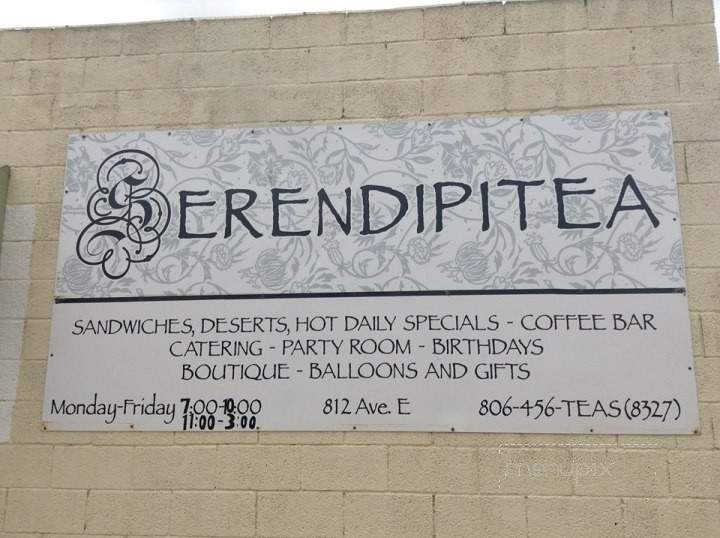 SERENDIPITEA
SANDWICHES, DESERTS, HOT DAILY SPECIALS - COFFEE BAR
CATERING - PARTY ROOM - BIRTHDAYS
BOUTIQUE - BALLOONS AND GIFTS
Monday-Friday 7:00-10:00 812 Ave. E 806-456-TEAS (8327)
11:00-3:00.
menupix